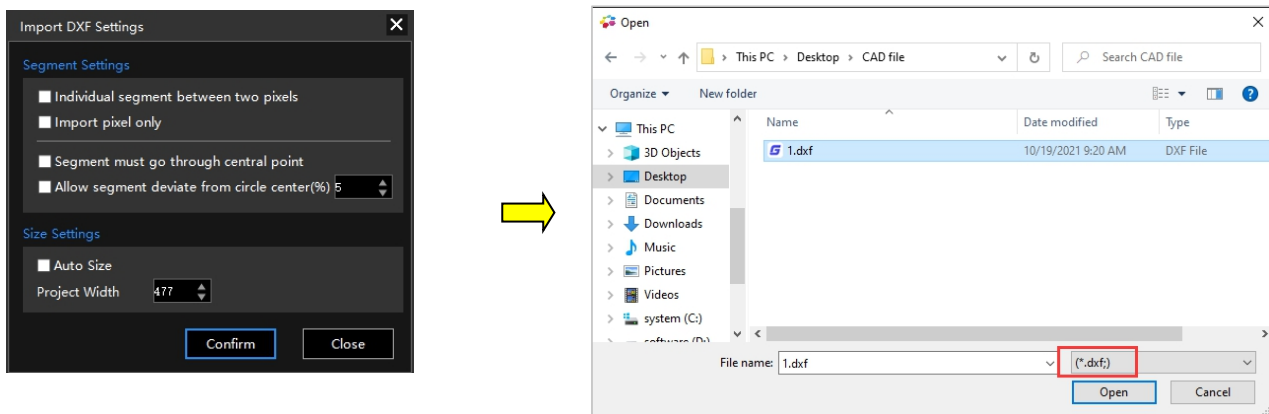 Import DXF Settings
Segment Settings
Individual segment between two pixels
Import pixel only
Segment must go through central point
Allow segment deviate from circle center(%) 5
Size Settings
Auto Size
Project Width 477
Confirm Close
Open
This PC > Desktop > CAD file Search CAD file
Organize New folder
Name Date modified Type
1.dxf 10/19/2021 9:20 AM DXF File
This PC
3D Objects
Desktop
Documents
Downloads
Music
Pictures
Videos
system (C:)
software (D:)
File name: 1.dxf (*.dxf;)
Open Cancel